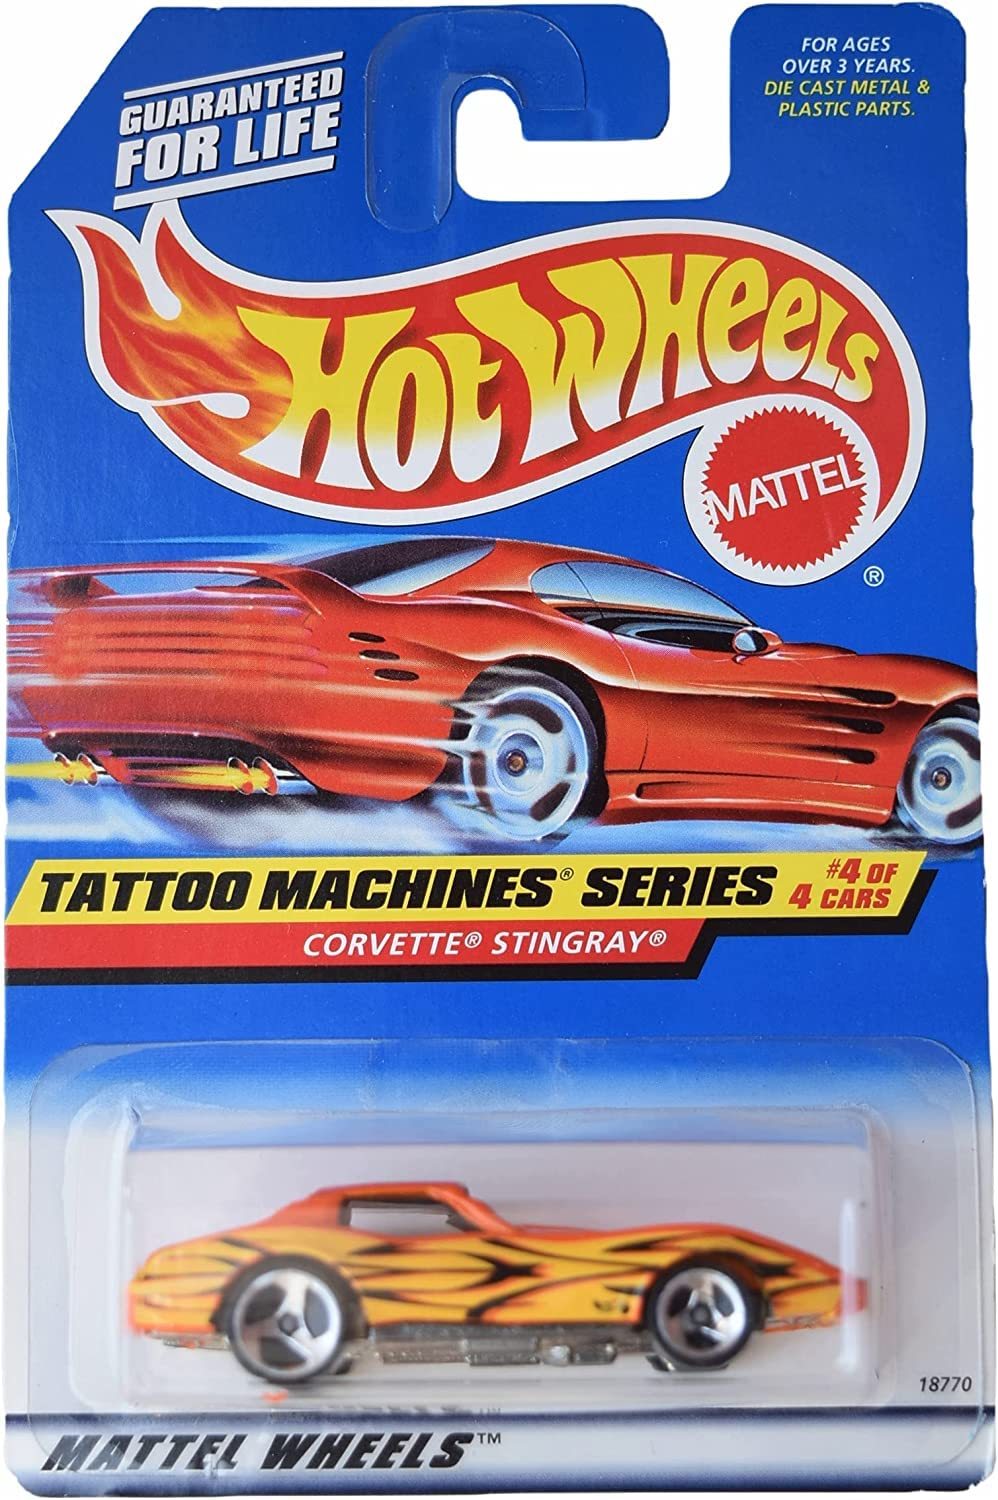 GUARANTEED
FOR LIFE
FOR AGES
OVER 3 YEARS.
DIE CAST METAL &
PLASTIC PARTS.
HOT WHEELS
MATTEL
®
TATTOO MACHINES® SERIES
#4 OF
4 CARS
CORVETTE® STINGRAY®
18770
MATTEL WHEELS™